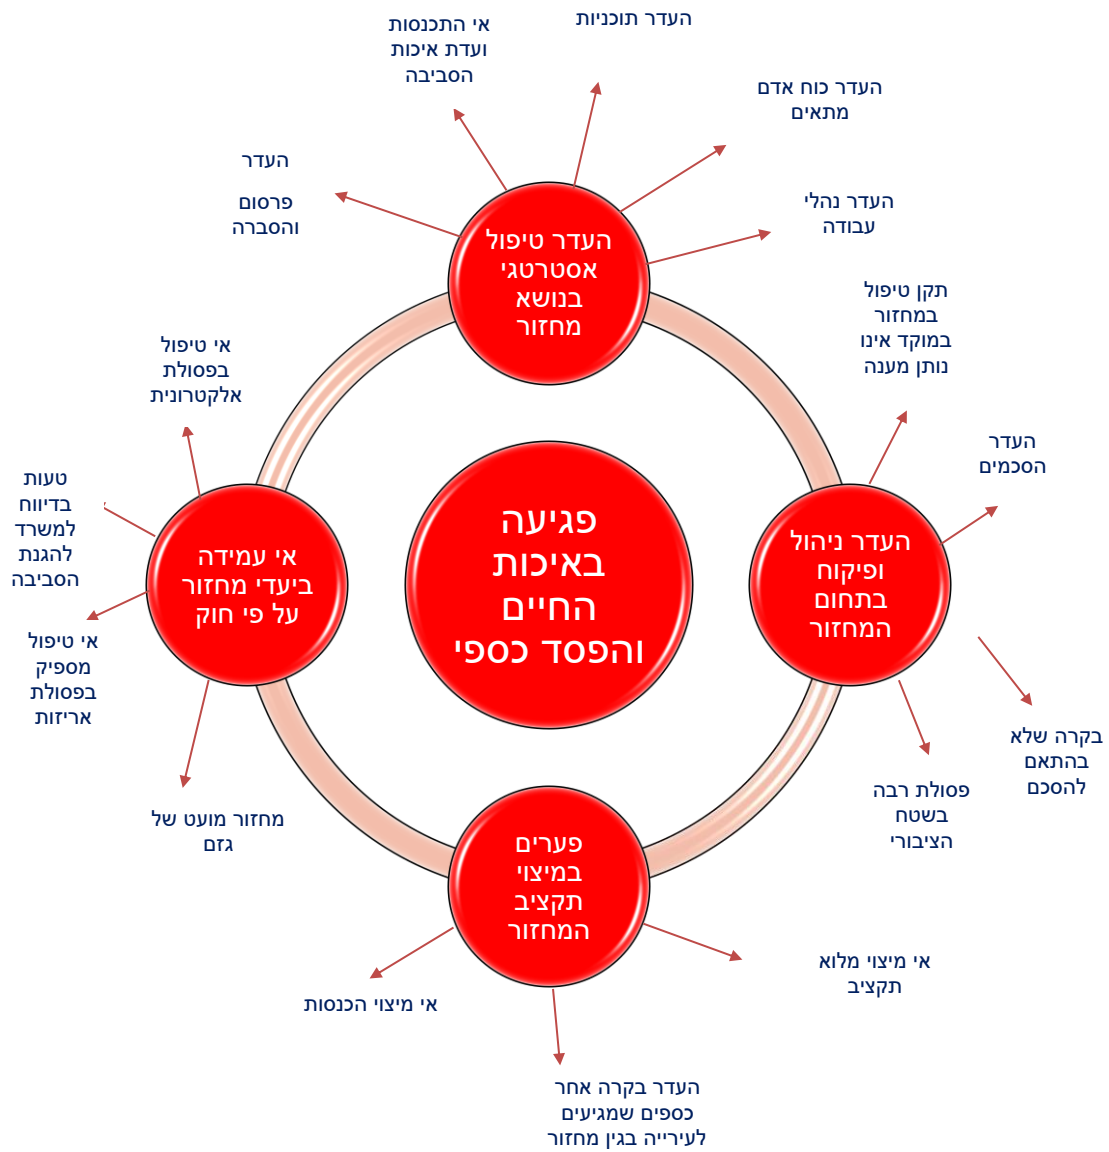 העדר תוכניות
אי התכנסות
ועדת איכות
הסביבה
העדר כוח אדם
מתאים
העדר
פרסום
והסברה
העדר נהלי
עבודה
העדר טיפול
אסטרטגי
בנושא
מחזור
תקן טיפול
במחזור
במוקד אינו
נותן מענה
העדר
הסכמים
העדר ניהול
ופיקוח
בתחום
המחזור
בקרה שלא
בהתאם
להסכם
פסולת רבה
בשטח
הציבורי
פגיעה
באיכות
החיים
והפסד כספי
אי טיפול
בפסולת
אלקטרונית
טעות
בדיווח
למשרד
להגנת
הסביבה
אי עמידה
ביעדי מחזור
על פי חוק
אי טיפול
מספיק
בפסולת
אריזות
מחזור מועט של
גזם
פערים
במיצוי
תקציב
המחזור
אי מיצוי מלוא
תקציב
אי מיצוי הכנסות
העדר בקרה אחר
כספים שמגיעים
לעירייה בגין מחזור